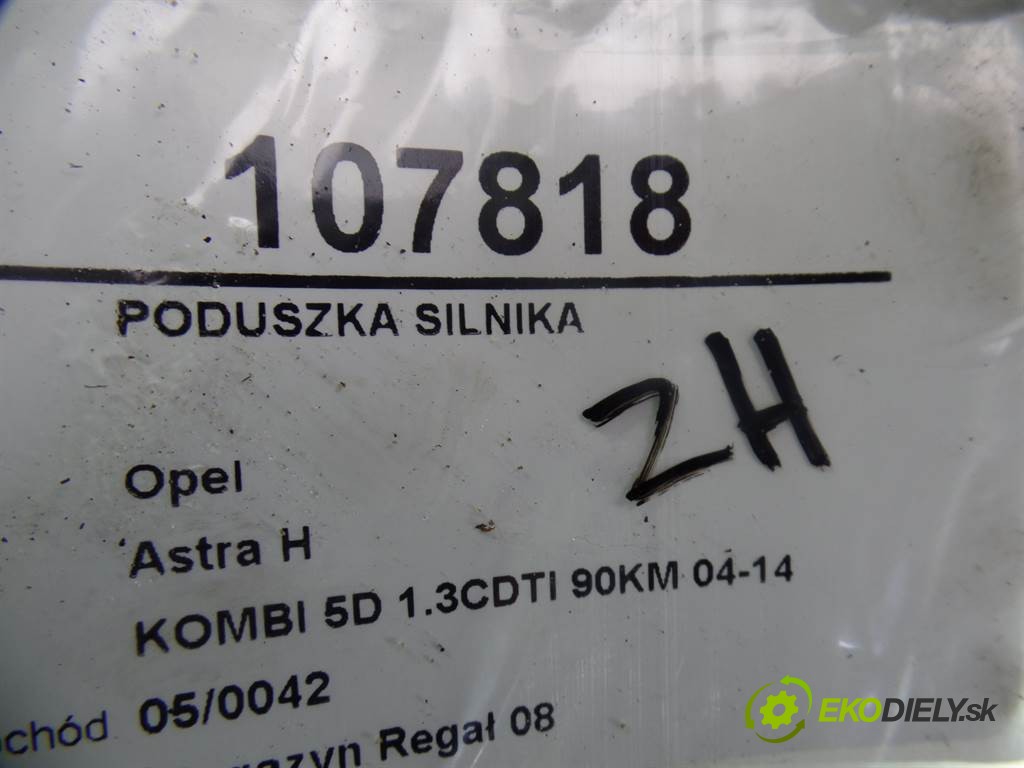 107818
PODUSZKA SILNIKA
ZH
Opel
Astra H
KOMBI 5D 1.3CDTI 90KM 04-14
05/0042
Regał 08
EKODIELY.sk